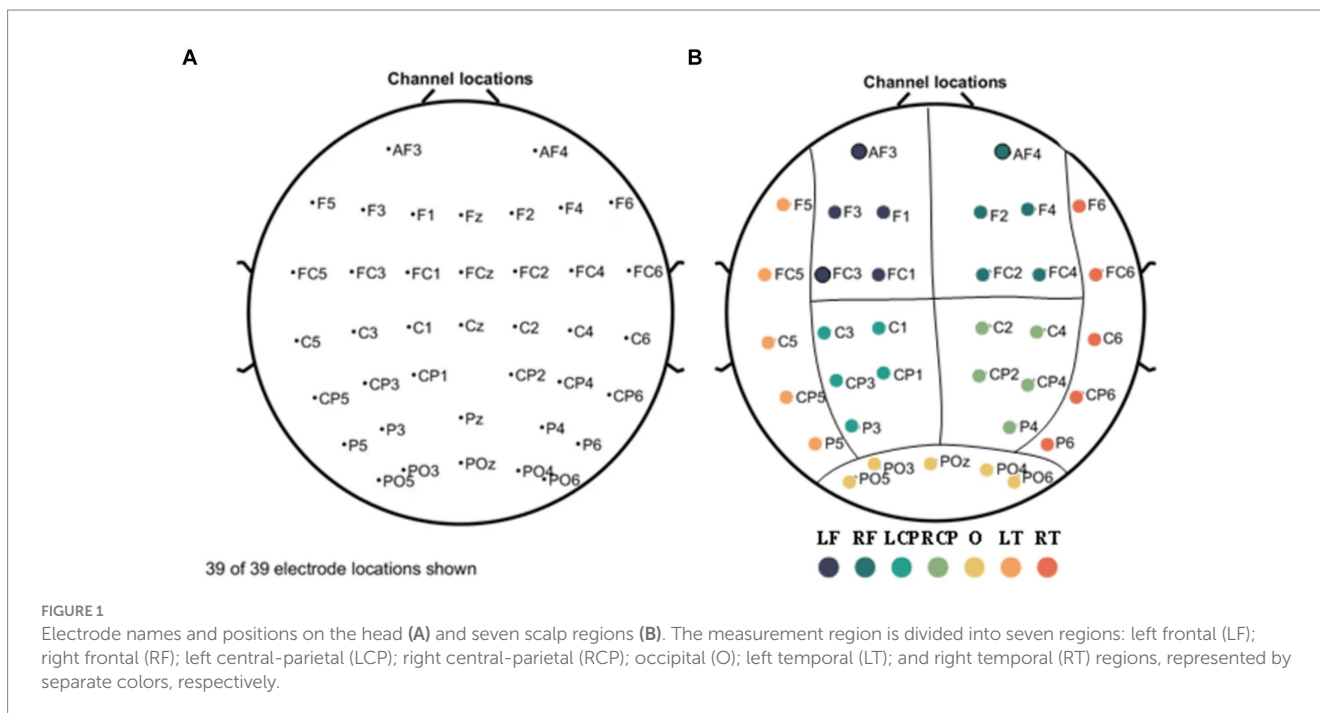 A
B
Channel locations
Channel locations
AF3 AF4
F5 F3 F1 Fz F2 F4 F6
FC5 FC3 FC1 FCz FC2 FC4 FC6
C5 C3 C1 Cz C2 C4 C6
CP5 CP3 CP1 CP2 CP4 CP6
P5 P3 Pz P4 P6
PO5 PO3 POz PO4 PO6
39 of 39 electrode locations shown
AF3 AF4
F5 F3 F1 F2 F4 F6
FC5 FC3 FC1 FC2 FC4 FC6
C5 C3 C1 C2 C4 C6
CP5 CP3 CP1 CP2 CP4 CP6
P5 P3 P4 P6
PO5 PO3 POz PO4 PO6
LF RF LCP RCP O LT RT
FIGURE 1
Electrode names and positions on the head (A) and seven scalp regions (B). The measurement region is divided into seven regions: left frontal (LF);
right frontal (RF); left central-parietal (LCP); right central-parietal (RCP); occipital (O); left temporal (LT); and right temporal (RT) regions, represented by
separate colors, respectively.